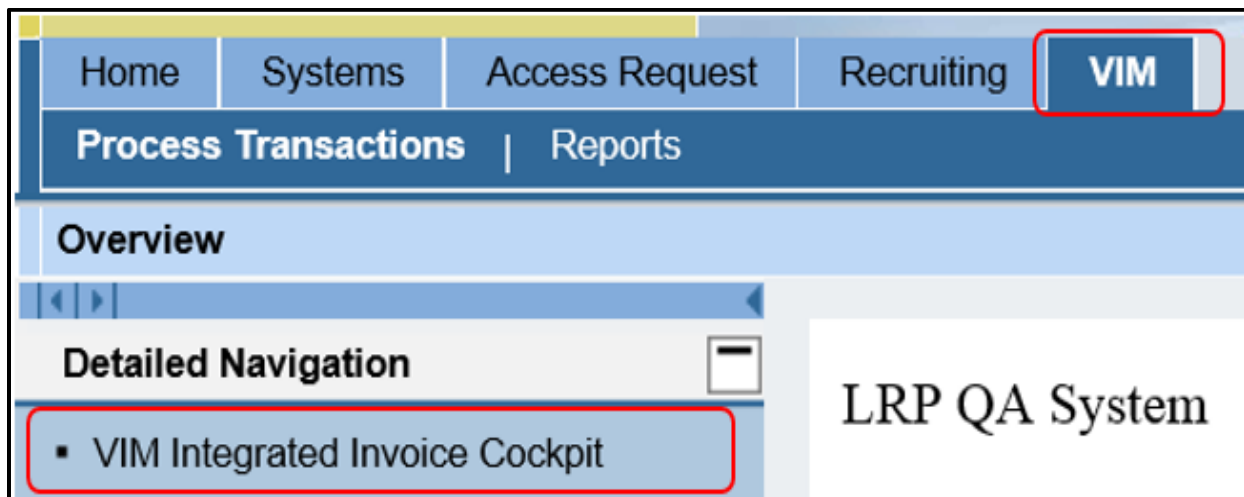 Home Systems Access Request Recruiting VIM
Process Transactions | Reports
Overview
Detailed Navigation
▪ VIM Integrated Invoice Cockpit
LRP QA System